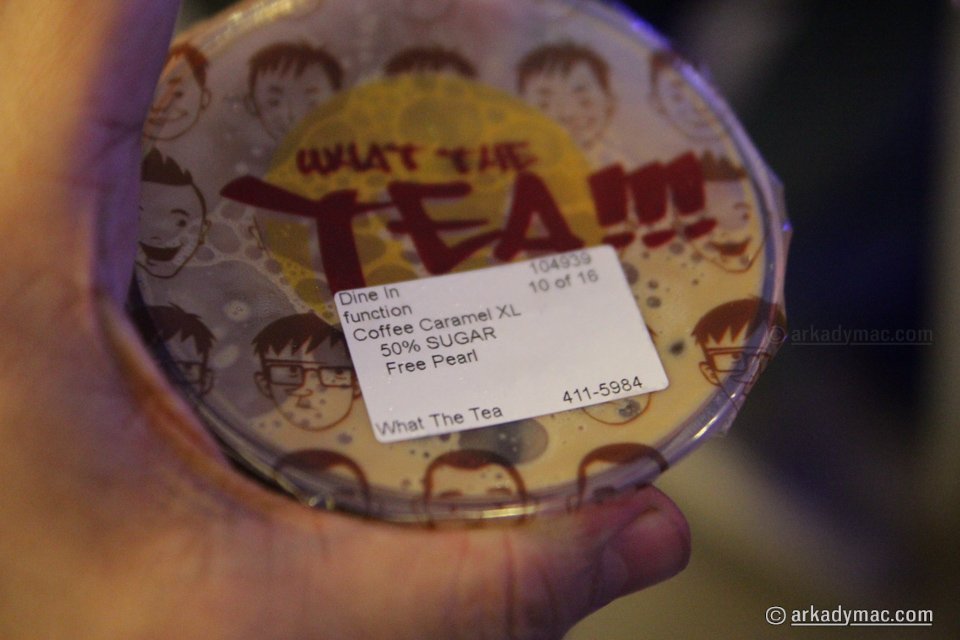 WHAT THE
TEA!!!
104939
Dine In
10 of 16
function
Coffee Caramel XL
50% SUGAR
Free Pearl
411-5984
What The Tea
© arkadymac.com
© arkadymac.com